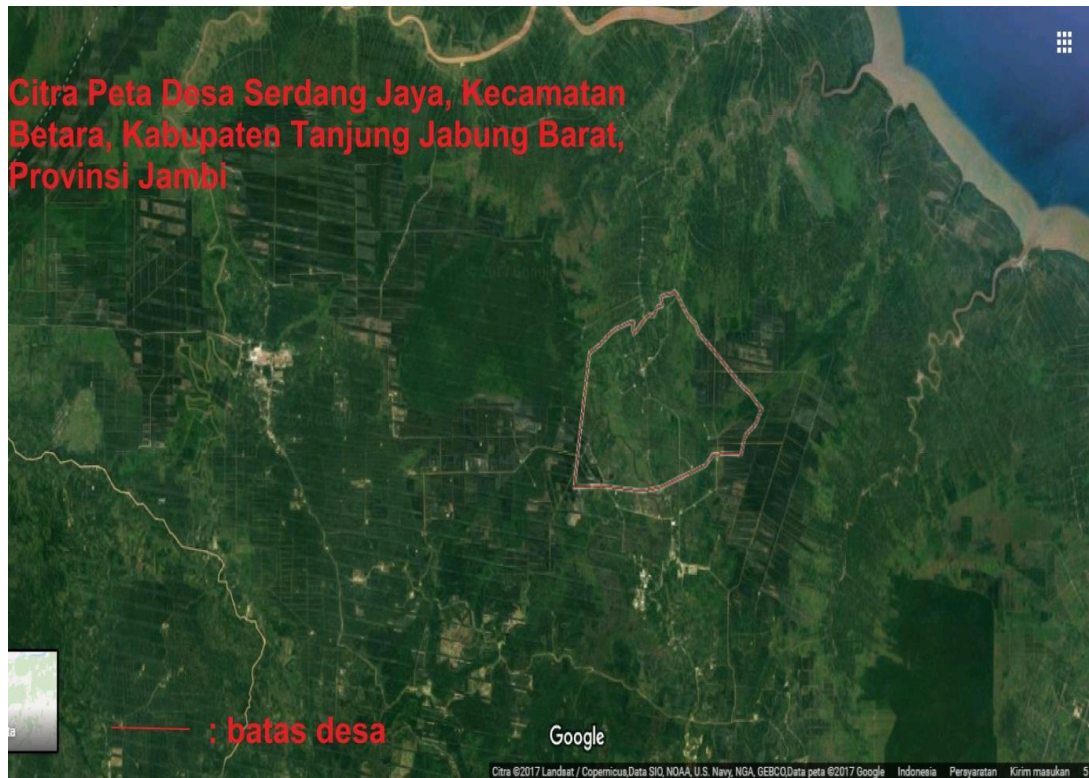 Citra Peta Desa Serdang Jaya, Kecamatan
Betara, Kabupaten Tanjung Jabung Barat,
Provinsi Jambi
: batas desa
Google
Citra ©2017 Landsat / Copernicus,Data SIO, NOAA, U.S. Navy, NGA, GEBCO,Data peta ©2017 Google Indonesia Persyaratan Kirim masukan